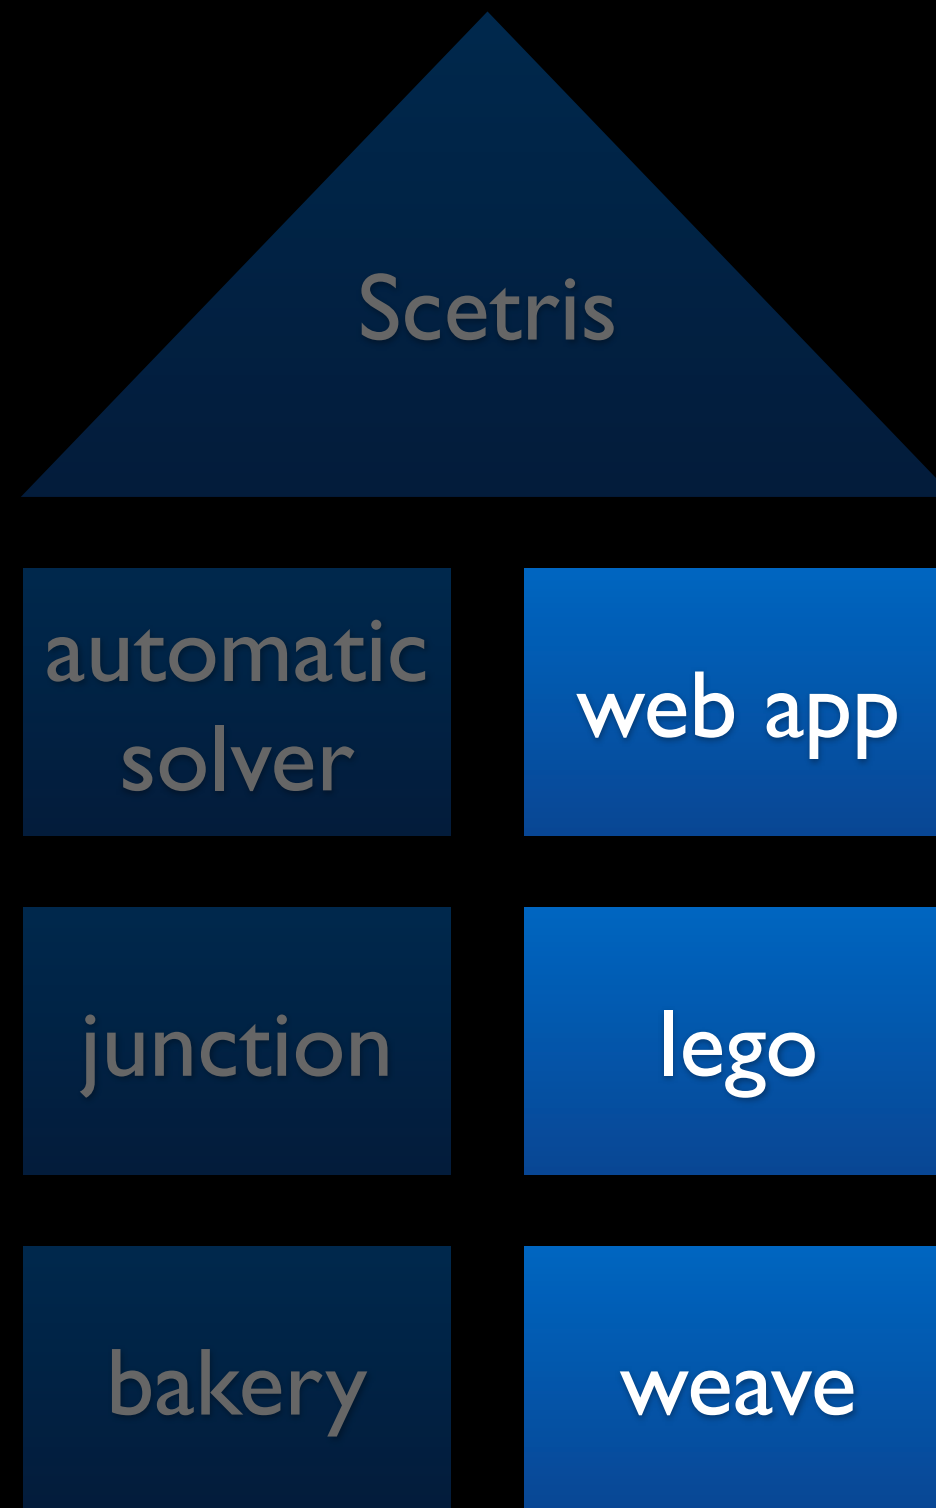 Scetris
automatic
solver
web app
junction
lego
bakery
weave